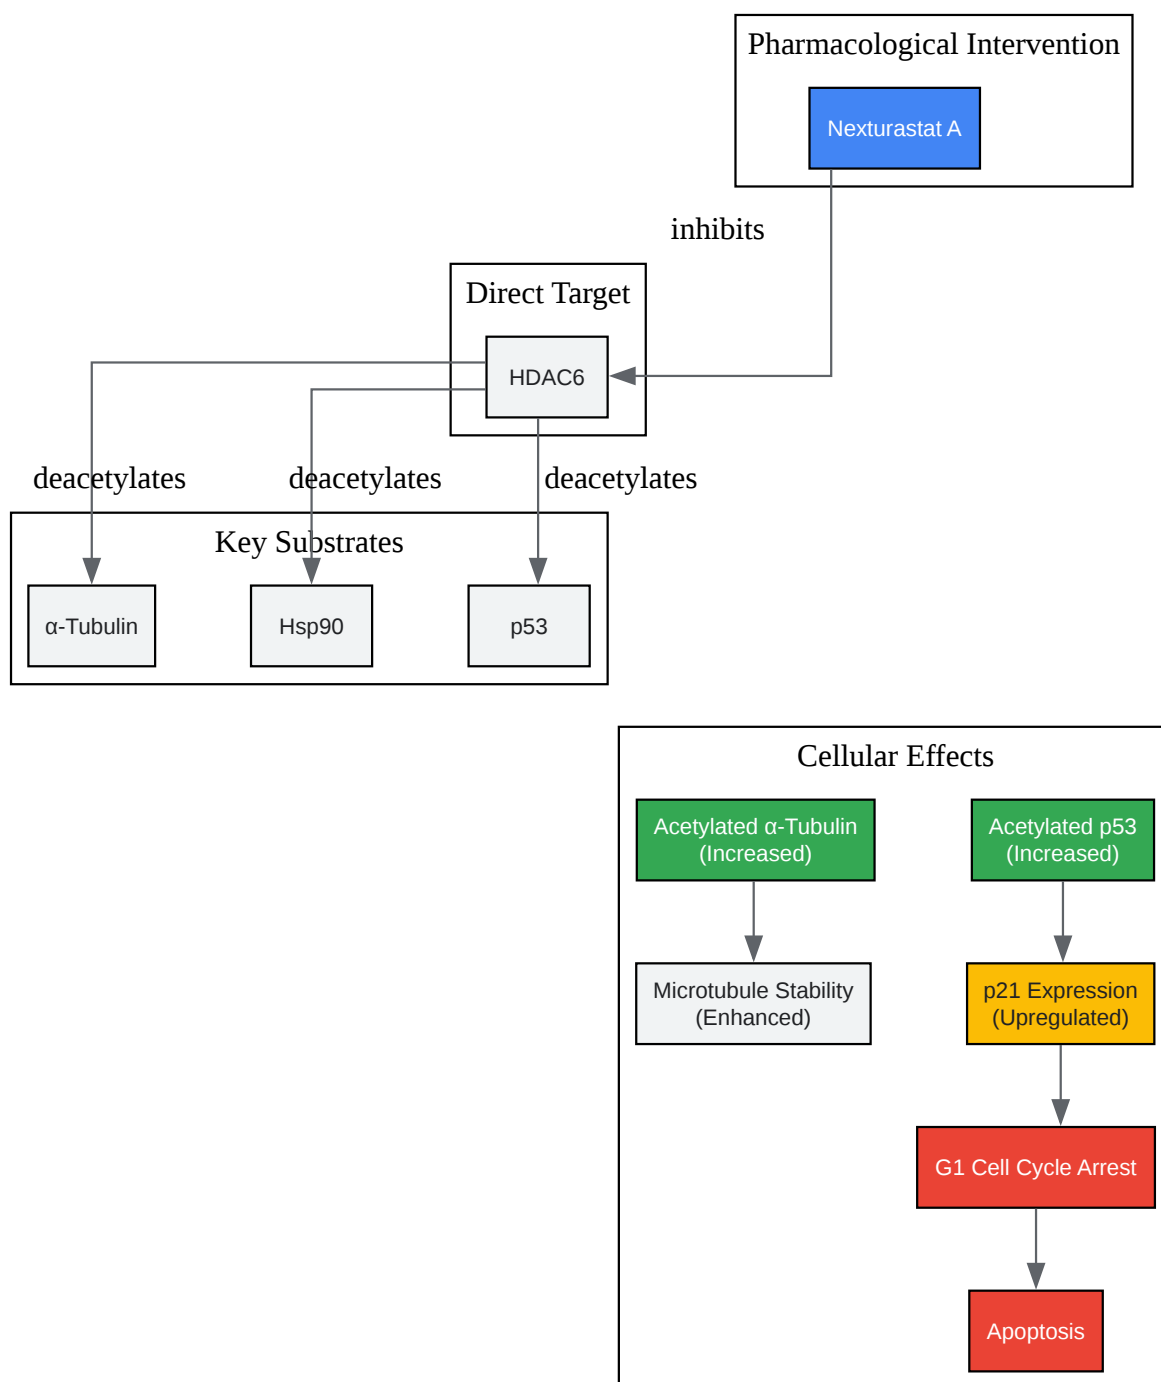 Pharmacological Intervention
Nexturastat A
inhibits
Direct Target
HDAC6
deacetylates
deacetylates
deacetylates
Key Substrates
α-Tubulin
Hsp90
p53
Cellular Effects
Acetylated α-Tubulin
(Increased)
Acetylated p53
(Increased)
Microtubule Stability
(Enhanced)
p21 Expression
(Upregulated)
G1 Cell Cycle Arrest
Apoptosis